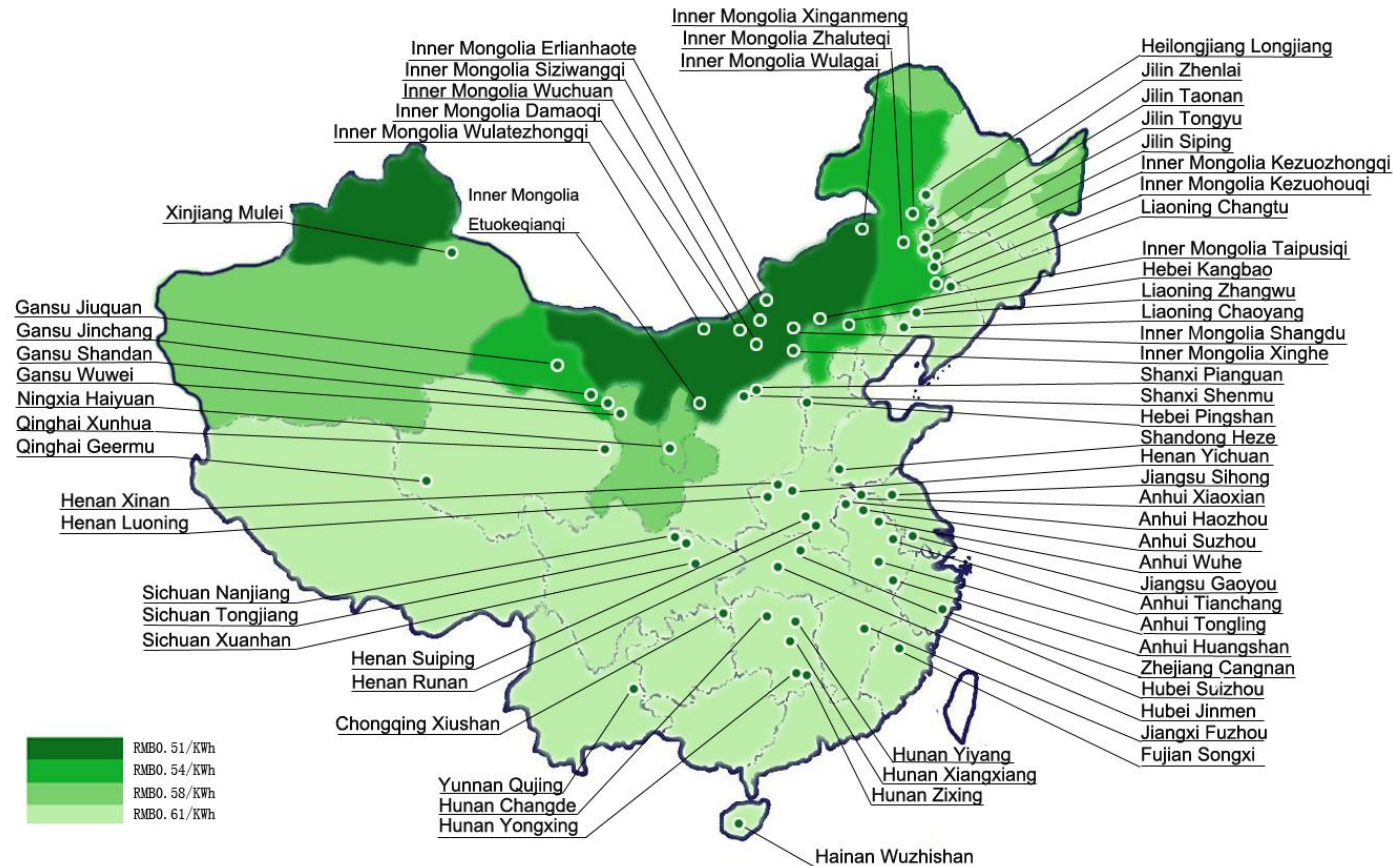 Inner Mongolia Xinganmeng
Inner Mongolia Zhaluteqi
Inner Mongolia Wulagai
Inner Mongolia Erlianhaote
Inner Mongolia Siziwangqi
Inner Mongolia Wuchuan
Inner Mongolia Damaoqi
Inner Mongolia Wulatezhongqi
Inner Mongolia
Etuokeqianqi
Xinjiang Mulei
Gansu Jiuquan
Gansu Jinchang
Gansu Shandan
Gansu Wuwei
Ningxia Haiyuan
Qinghai Xunhua
Qinghai Geermu
Henan Xinan
Henan Luoning
Sichuan Nanjiang
Sichuan Tongjiang
Sichuan Xuanhan
Henan Suiping
Henan Runan
Chongqing Xiushan
Yunnan Qujing
Hunan Changde
Hunan Yongxing
Heilongjiang Longjiang
Jilin Zhenlai
Jilin Taonan
Jilin Tongyu
Jilin Siping
Inner Mongolia Kezuozhongqi
Inner Mongolia Kezuohouqi
Liaoning Changtu
Inner Mongolia Taipusiqi
Hebei Kangbao
Liaoning Zhangwu
Liaoning Chaoyang
Inner Mongolia Shangdu
Inner Mongolia Xinghe
Shanxi Pianguan
Shanxi Shenmu
Hebei Pingshan
Shandong Heze
Henan Yichuan
Jiangsu Sihong
Anhui Xiaoxian
Anhui Haozhou
Anhui Suzhou
Anhui Wuhe
Jiangsu Gaoyou
Anhui Tianchang
Anhui Tongling
Anhui Huangshan
Zhejiang Cangnan
Hubei Suizhou
Hubei Jinmen
Jiangxi Fuzhou
Fujian Songxi
Hunan Yiyang
Hunan Xiangxiang
Hunan Zixing
Hainan Wuzhishan
RMB0.51/KWh
RMB0.54/KWh
RMB0.58/KWh
RMB0.61/KWh